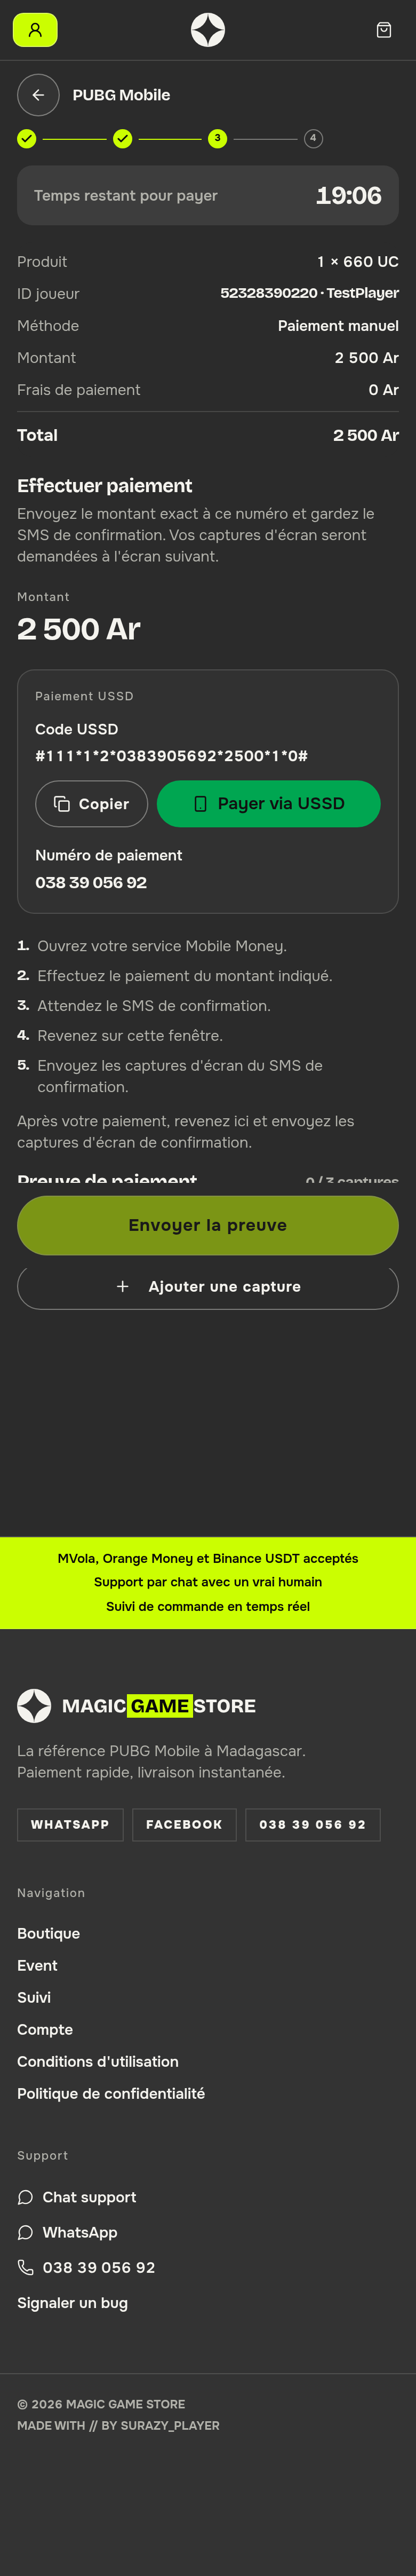 PUBG Mobile
3
4
Temps restant pour payer 19:06
Produit 1 × 660 UC
ID joueur 52328390220 · TestPlayer
Méthode Paiement manuel
Montant 2 500 Ar
Frais de paiement 0 Ar
Total 2 500 Ar
Effectuer paiement
Envoyez le montant exact à ce numéro et gardez le
SMS de confirmation. Vos captures d'écran seront
demandées à l'écran suivant.
Montant
2 500 Ar
Paiement USSD
Code USSD
#111*1*2*0383905692*2500*1*0#
Copier Payer via USSD
Numéro de paiement
038 39 056 92
1. Ouvrez votre service Mobile Money.
2. Effectuez le paiement du montant indiqué.
3. Attendez le SMS de confirmation.
4. Revenez sur cette fenêtre.
5. Envoyez les captures d'écran du SMS de
confirmation.
Après votre paiement, revenez ici et envoyez les
captures d'écran de confirmation.
Preuve de paiement 0 / 3 captures
Envoyer la preuve
+ Ajouter une capture
MVola, Orange Money et Binance USDT acceptés
Support par chat avec un vrai humain
Suivi de commande en temps réel
MAGIC GAME STORE
La référence PUBG Mobile à Madagascar.
Paiement rapide, livraison instantanée.
WHATSAPP FACEBOOK 038 39 056 92
Navigation
Boutique
Event
Suivi
Compte
Conditions d'utilisation
Politique de confidentialité
Support
Chat support
WhatsApp
038 39 056 92
Signaler un bug
© 2026 MAGIC GAME STORE
MADE WITH // BY SURAZY_PLAYER